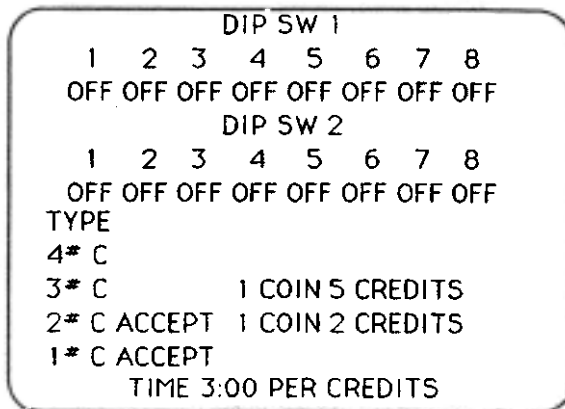 DIP SW 1
1 2 3 4 5 6 7 8
OFF OFF OFF OFF OFF OFF OFF OFF
DIP SW 2
1 2 3 4 5 6 7 8
OFF OFF OFF OFF OFF OFF OFF OFF
TYPE
4# C
3# C 1 COIN 5 CREDITS
2# C ACCEPT 1 COIN 2 CREDITS
1# C ACCEPT
TIME 3:00 PER CREDITS